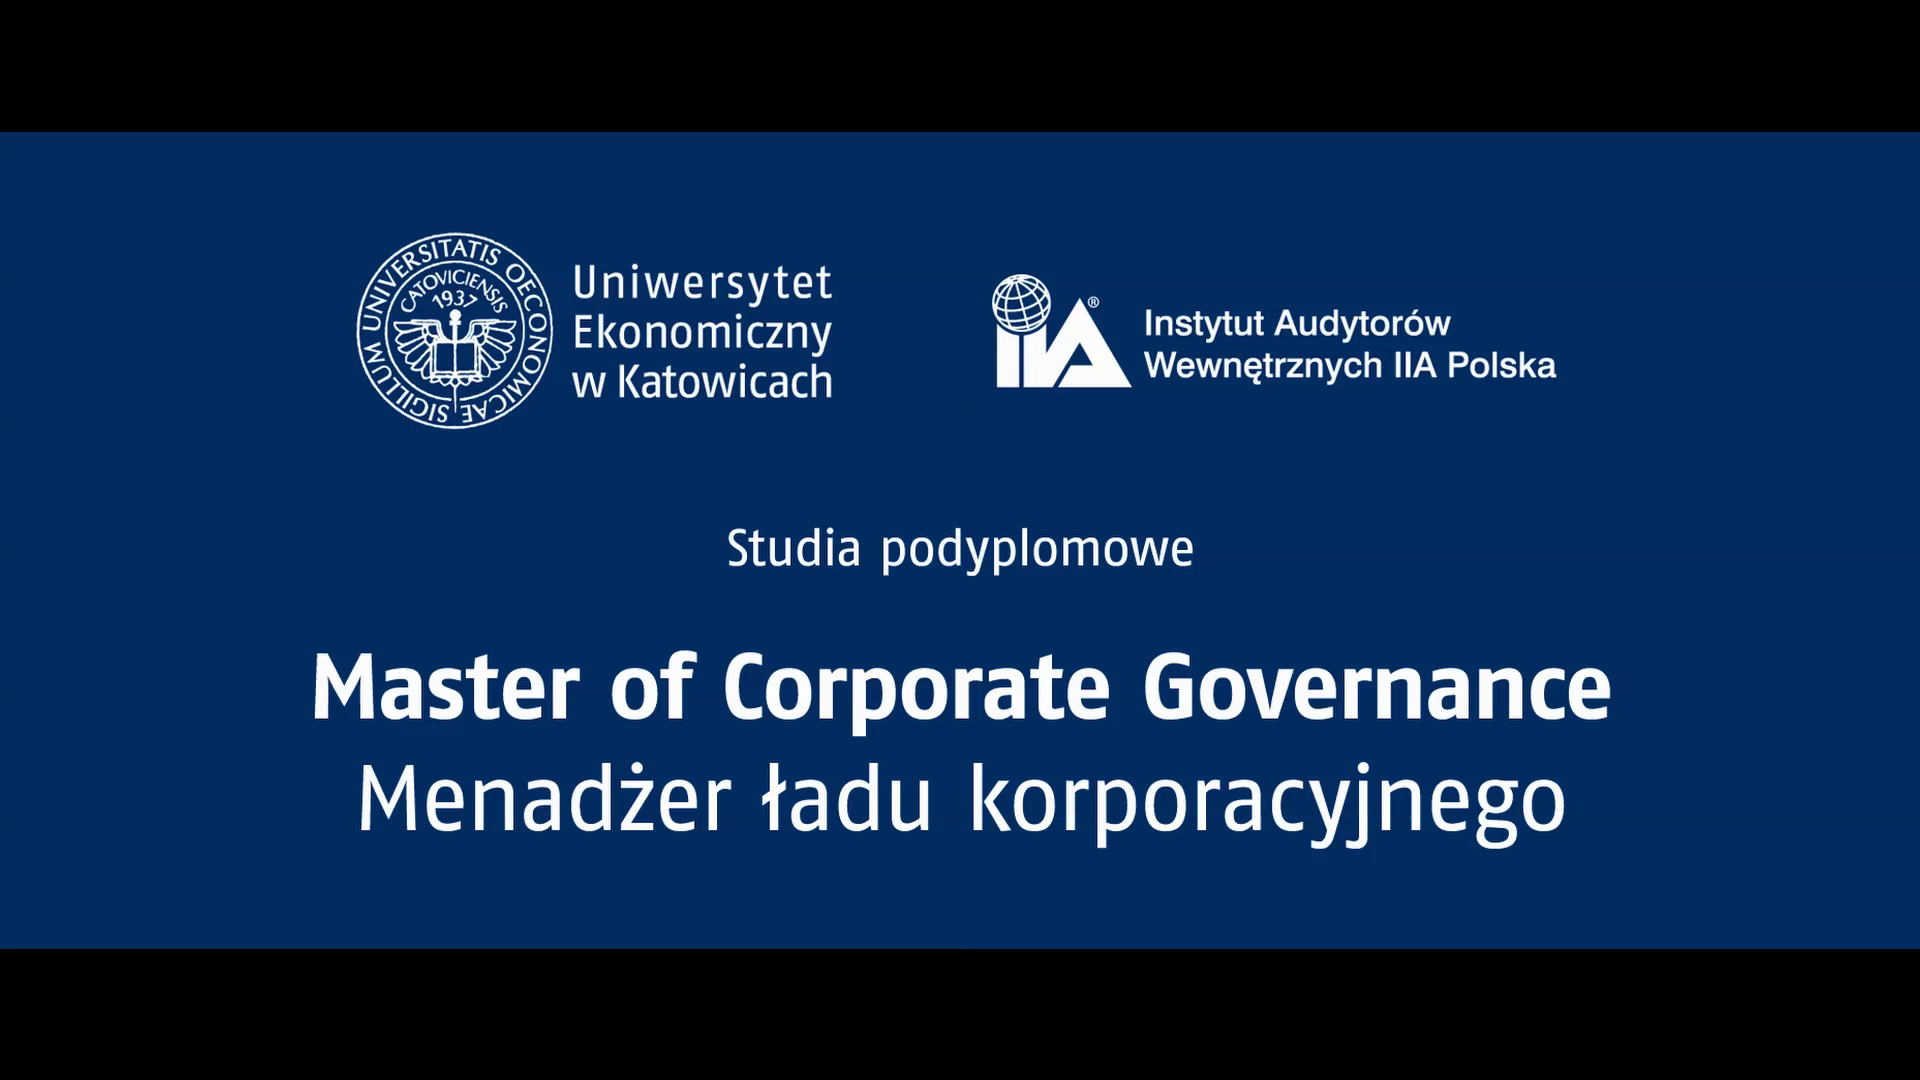 SIGILLUM UNIVERSITATIS OECONOMICAE
CATOVICIENSIS
1937
Uniwersytet
Ekonomiczny
w Katowicach
IIA®
Instytut Audytorów
Wewnętrznych IIA Polska
Studia podyplomowe
Master of Corporate Governance
Menadżer ładu korporacyjnego